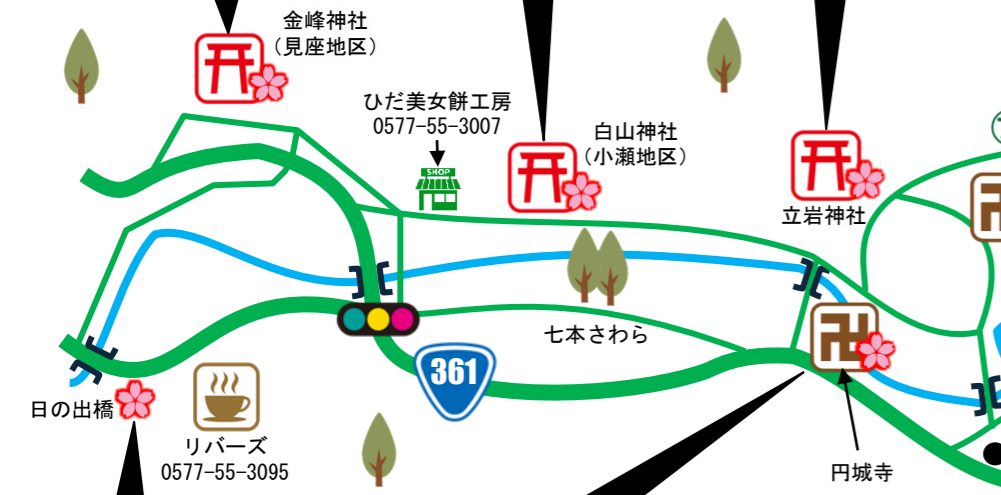 金峰神社
（見座地区）
ひだ美女餅工房
0577-55-3007
SHOP
白山神社
（小瀬地区）
立岩神社
七本さわら
361
日の出橋
リバーズ
0577-55-3095
円城寺